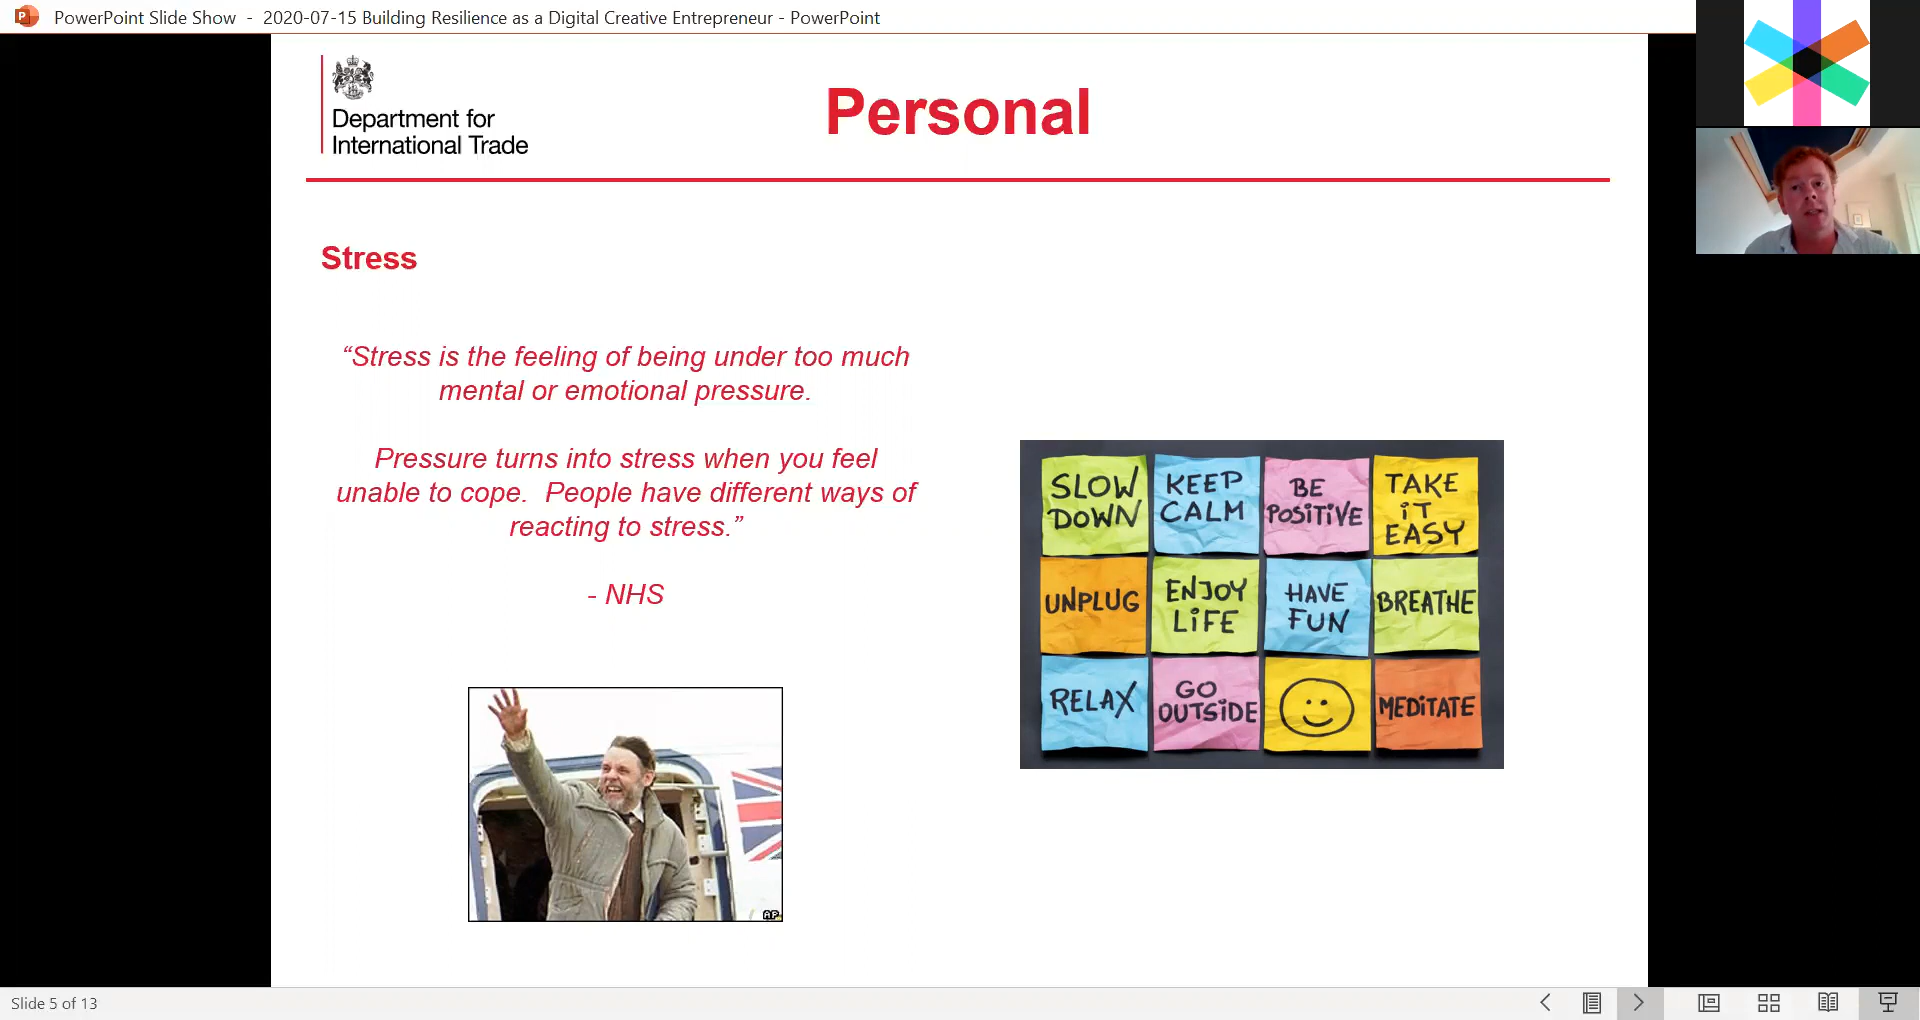 PowerPoint Slide Show  -  2020-07-15 Building Resilience as a Digital Creative Entrepreneur - PowerPoint
Department for
International Trade
Personal
Stress
“Stress is the feeling of being under too much
mental or emotional pressure.
Pressure turns into stress when you feel
unable to cope.  People have different ways of
reacting to stress.”
- NHS
SLOW
DOWN
KEEP
CALM
BE
POSITIVE
TAKE
IT
EASY
UNPLUG
ENJOY
LIFE
HAVE
FUN
BREATHE
RELAX
GO
OUTSIDE
MEDITATE
Slide 5 of 13